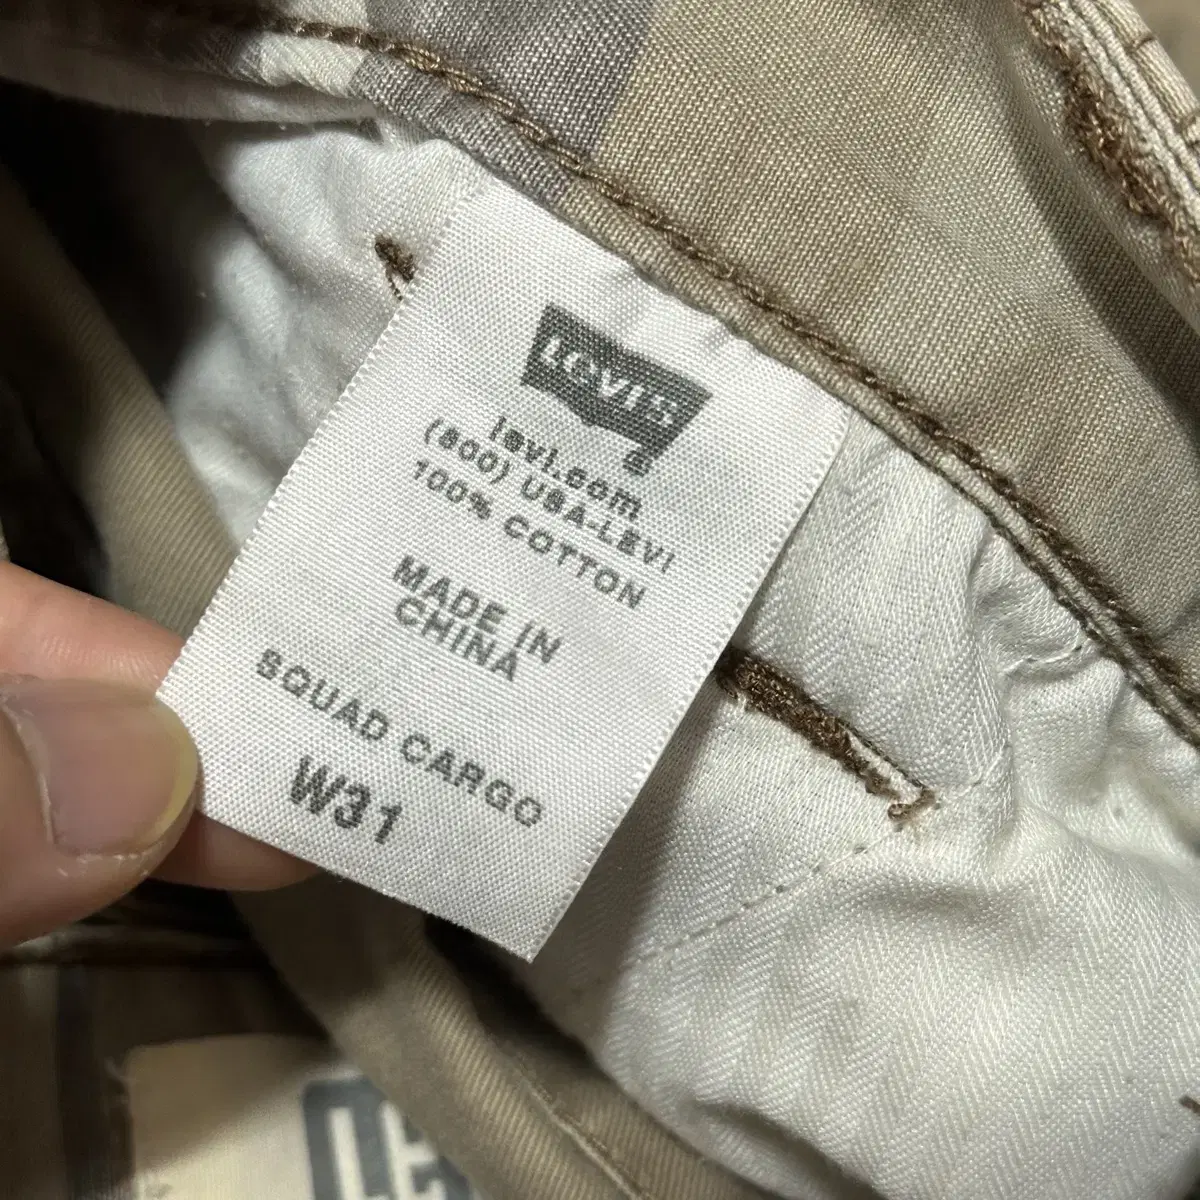 LEVI'S
levi.com
(800) USA-LEVI
100% COTTON
MADE IN
CHINA
SQUAD CARGO
W31